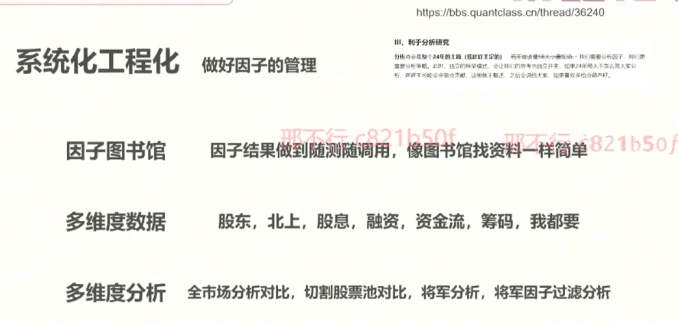 https://bbs.quantclass.cn/thread/36240
III、利于分析研究
系统化工程化 做好因子的管理
邢不行 c821b50f
邢不行 c821b50f
因子图书馆 因子结果做到随测随调用，像图书馆找资料一样简单
多维度数据 股东，北上，股息，融资，资金流，筹码，我都要
多维度分析 全市场分析对比，切割股票池对比，将军分析，将军因子过滤分析